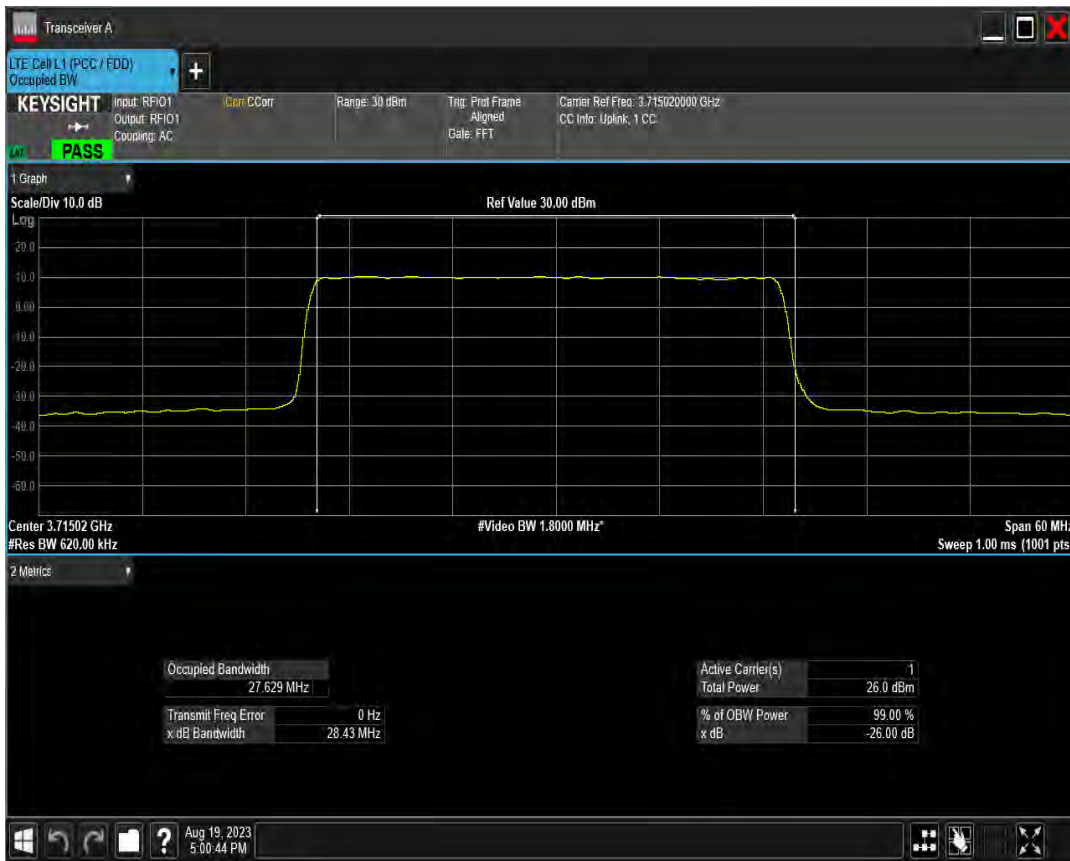 Transceiver A
LTE Cell L1 (PCC / FDD)
Occupied BW
+
KEYSIGHT
Input: RFIO1
Output: RFIO1
Coupling: AC
Corr CCorr
Range: 30 dBm
Trig: Prot Frame
Aligned
Gate: FFT
Carrier Ref Freq: 3.715020000 GHz
CC Info: Uplink, 1 CC
PASS
1 Graph
Scale/Div 10.0 dB
Ref Value 30.00 dBm
Log
20.0
10.0
0.00
-10.0
-20.0
-30.0
-40.0
-50.0
-60.0
Center 3.71502 GHz
#Video BW 1.8000 MHz*
Span 60 MHz
#Res BW 620.00 kHz
Sweep 1.00 ms (1001 pts
2 Metrics
Occupied Bandwidth
27.629 MHz
Transmit Freq Error 0 Hz
x dB Bandwidth 28.43 MHz
Active Carrier(s) 1
Total Power 26.0 dBm
% of OBW Power 99.00 %
x dB -26.00 dB
?
Aug 19, 2023
5:00:44 PM